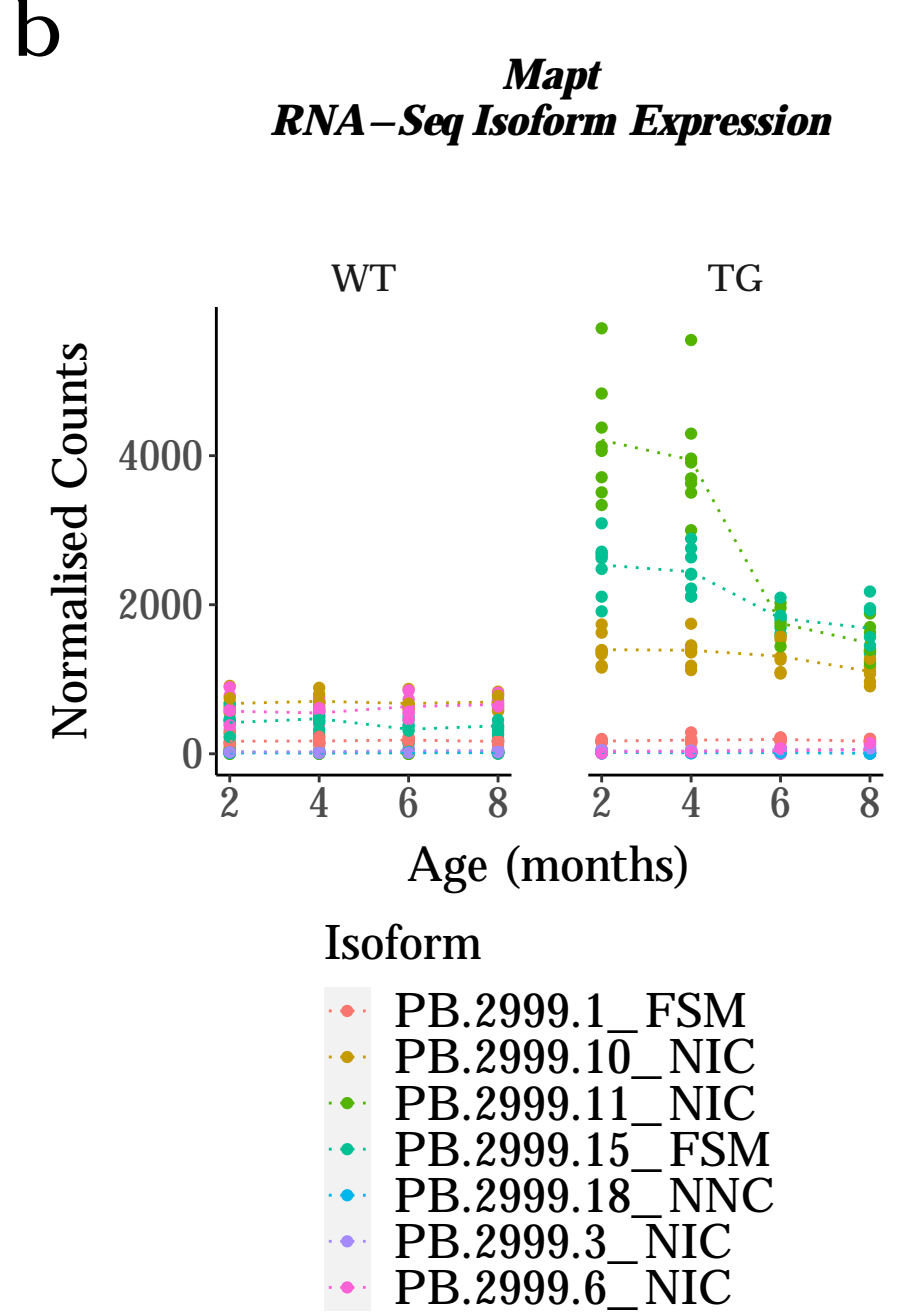 b
Mapt
RNA–Seq Isoform Expression
WT
TG
Normalised Counts
4000
2000
0
2 4 6 8
2 4 6 8
Age (months)
Isoform
PB.2999.1_FSM
PB.2999.10_NIC
PB.2999.11_NIC
PB.2999.15_FSM
PB.2999.18_NNC
PB.2999.3_NIC
PB.2999.6_NIC